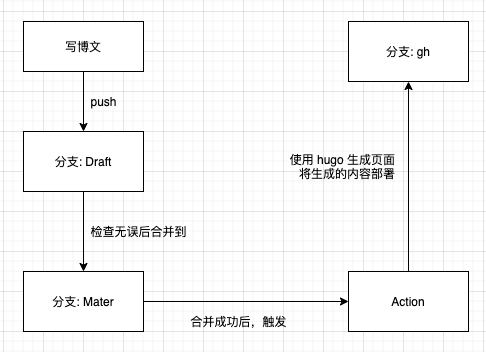 写博文
分支: gh
push
分支: Draft
使用 hugo 生成页面
将生成的内容部署
检查无误后合并到
分支: Mater
Action
合并成功后，触发